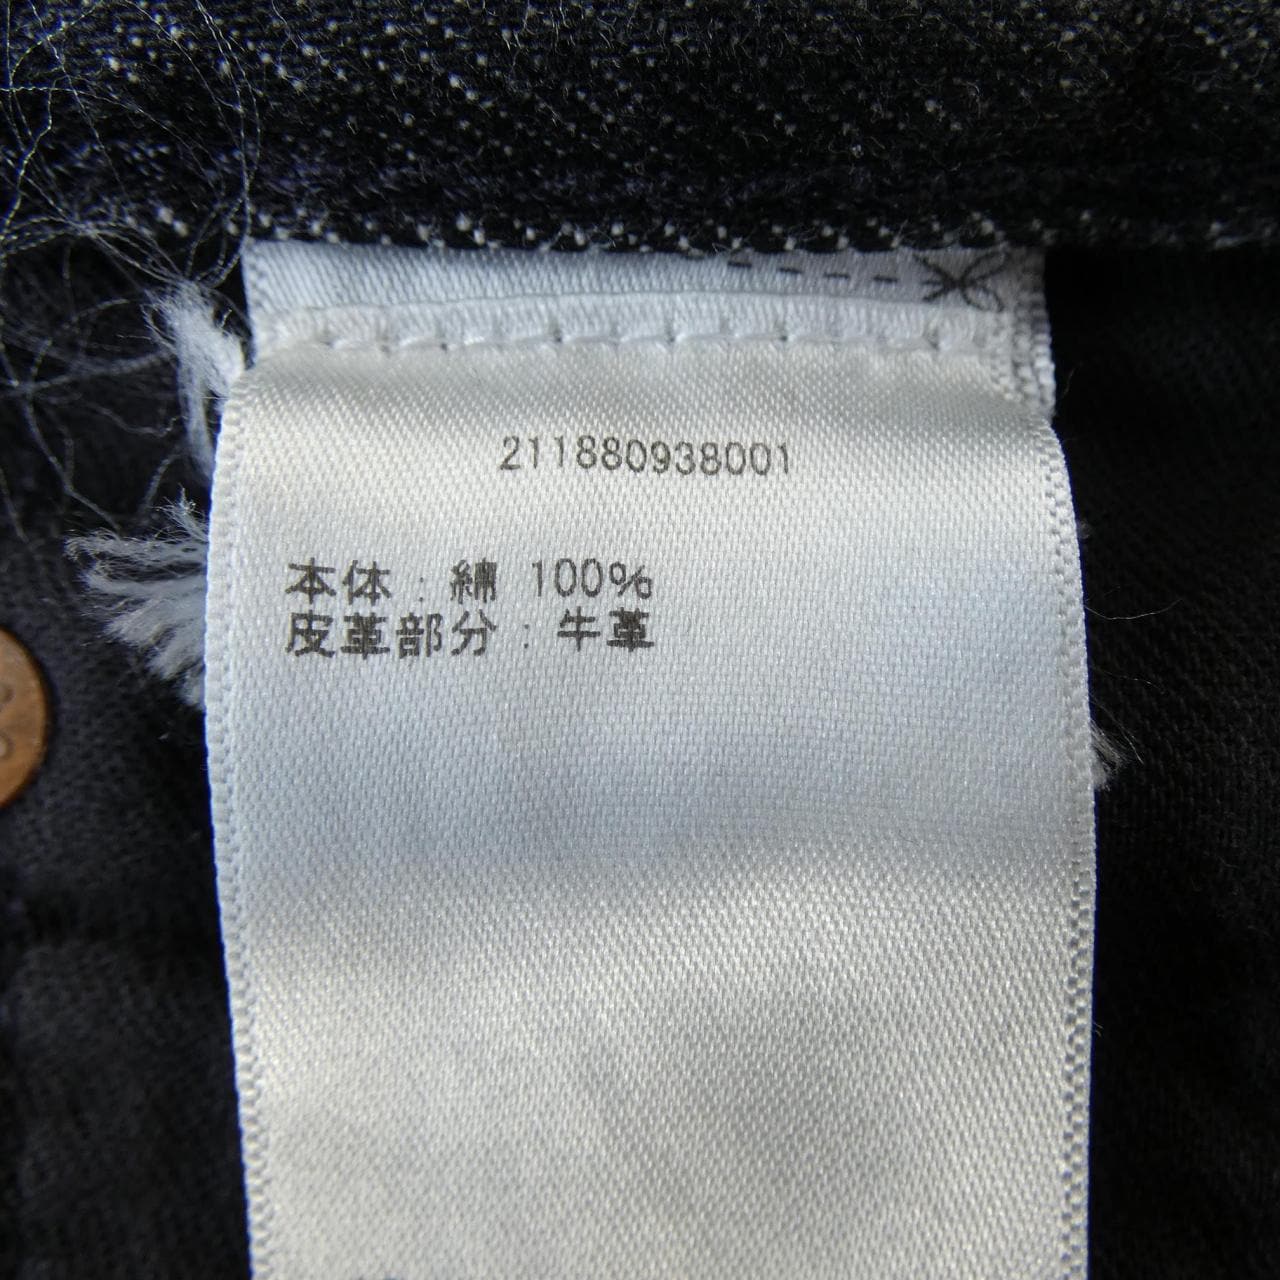 211880938001
本体 : 綿 100%
皮革部分 : 牛革